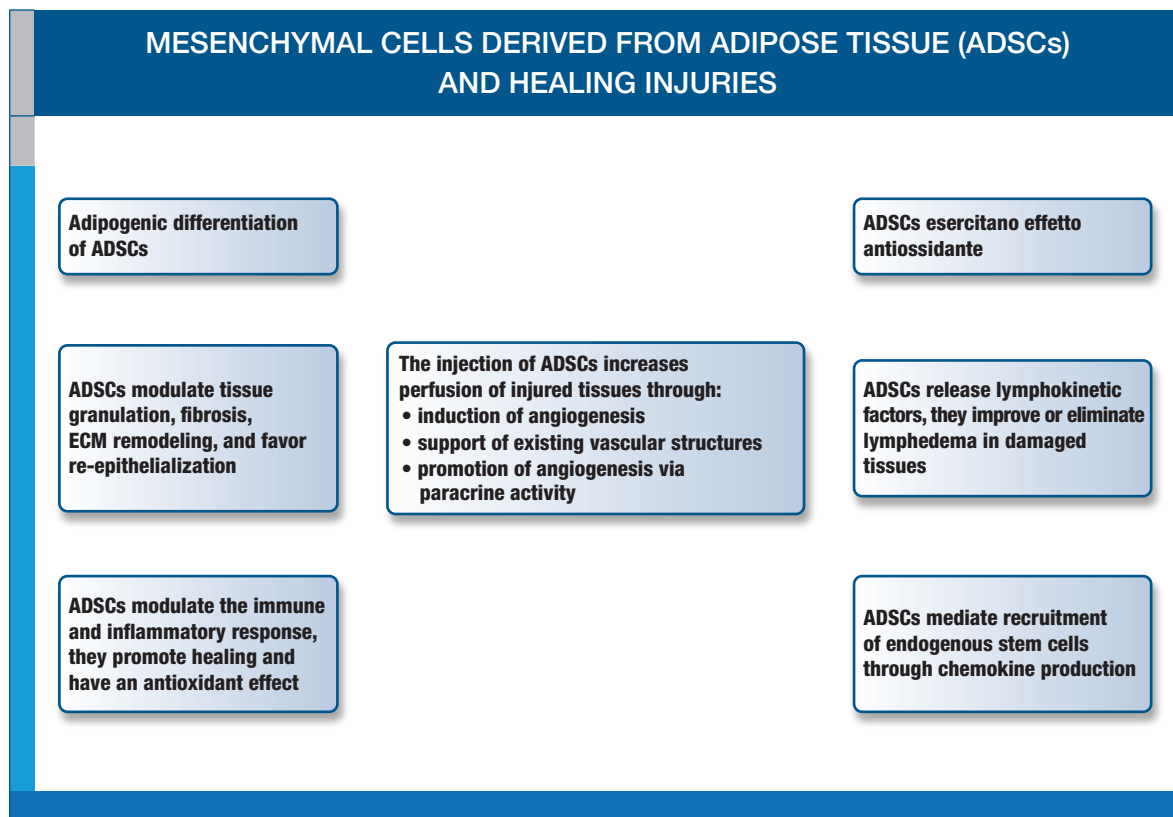 MESENCHYMAL CELLS DERIVED FROM ADIPOSE TISSUE (ADSCs)
AND HEALING INJURIES
Adipogenic differentiation
of ADSCs
ADSCs modulate tissue
granulation, fibrosis,
ECM remodeling, and favor
re-epithelialization
ADSCs modulate the immune
and inflammatory response,
they promote healing and
have an antioxidant effect
The injection of ADSCs increases
perfusion of injured tissues through:
• induction of angiogenesis
• support of existing vascular structures
• promotion of angiogenesis via
paracrine activity
ADSCs esercitano effetto
antiossidante
ADSCs release lymphokinetic
factors, they improve or eliminate
lymphedema in damaged
tissues
ADSCs mediate recruitment
of endogenous stem cells
through chemokine production